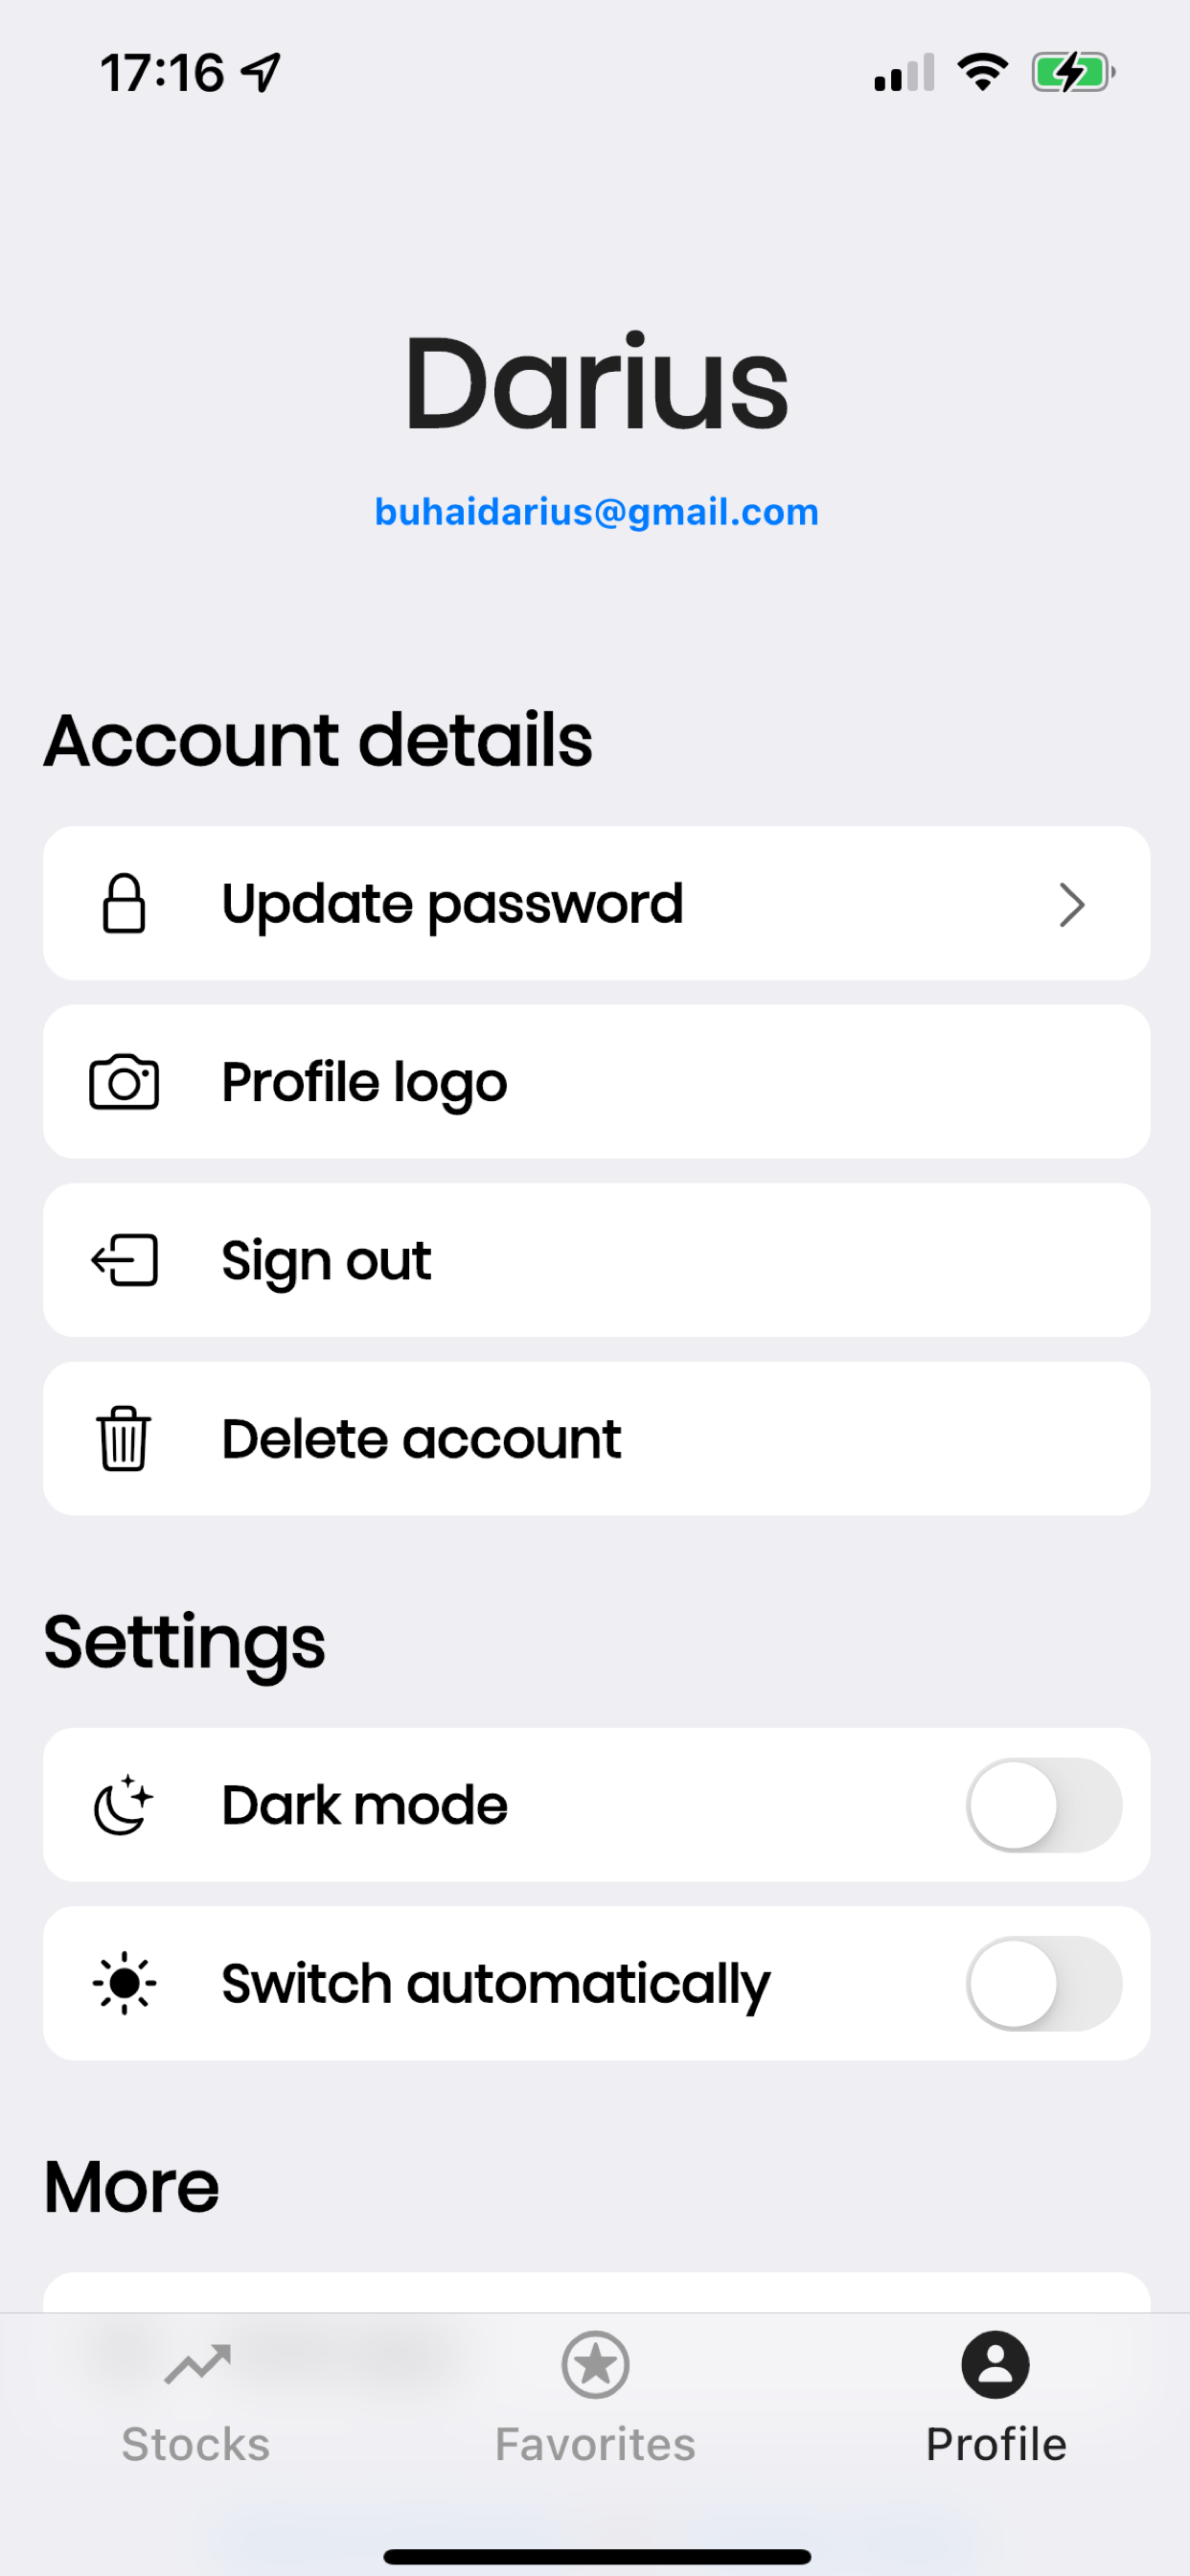 17:16
Darius
buhaidarius@gmail.com
Account details
Update password
Profile logo
Sign out
Delete account
Settings
Dark mode
Switch automatically
More
Stocks
Favorites
Profile